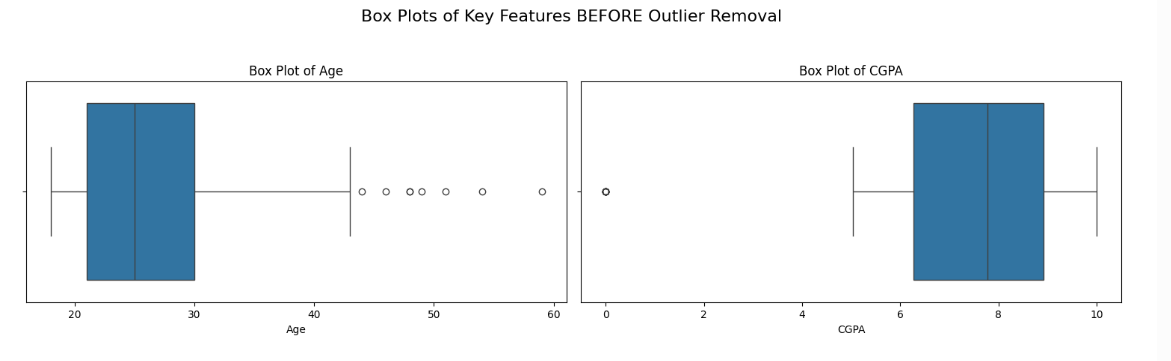 Box Plots of Key Features BEFORE Outlier Removal
Box Plot of Age
20 30 40 50 60
Age
Box Plot of CGPA
0 2 4 6 8 10
CGPA